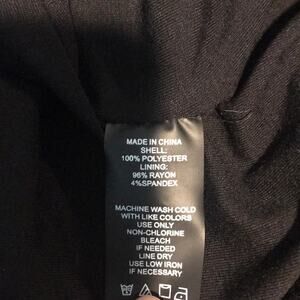 MADE IN CHINA
SHELL:
100% POLYESTER
LINING:
96% RAYON
4%SPANDEX
MACHINE WASH COLD
WITH LIKE COLORS
USE ONLY
NON-CHLORINE
BLEACH
IF NEEDED
LINE DRY
USE LOW IRON
IF NECESSARY